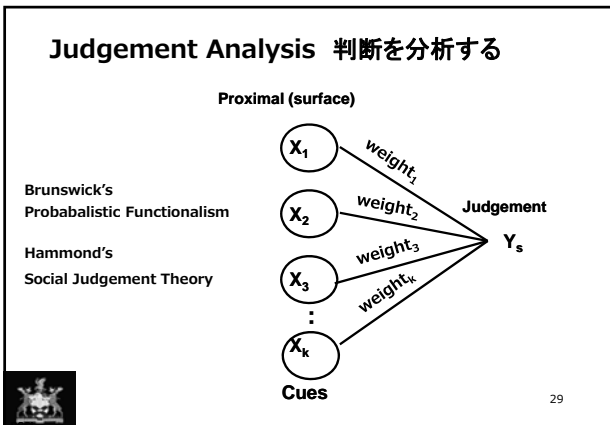 Judgement Analysis 判断を分析する
Proximal (surface)
X₁
weight₁
Brunswick's
Probabalistic Functionalism
X₂
weight₂
Judgement
Yₛ
Hammond's
Social Judgement Theory
X₃
weight₃
:
weightₖ
Xₖ
Cues
29